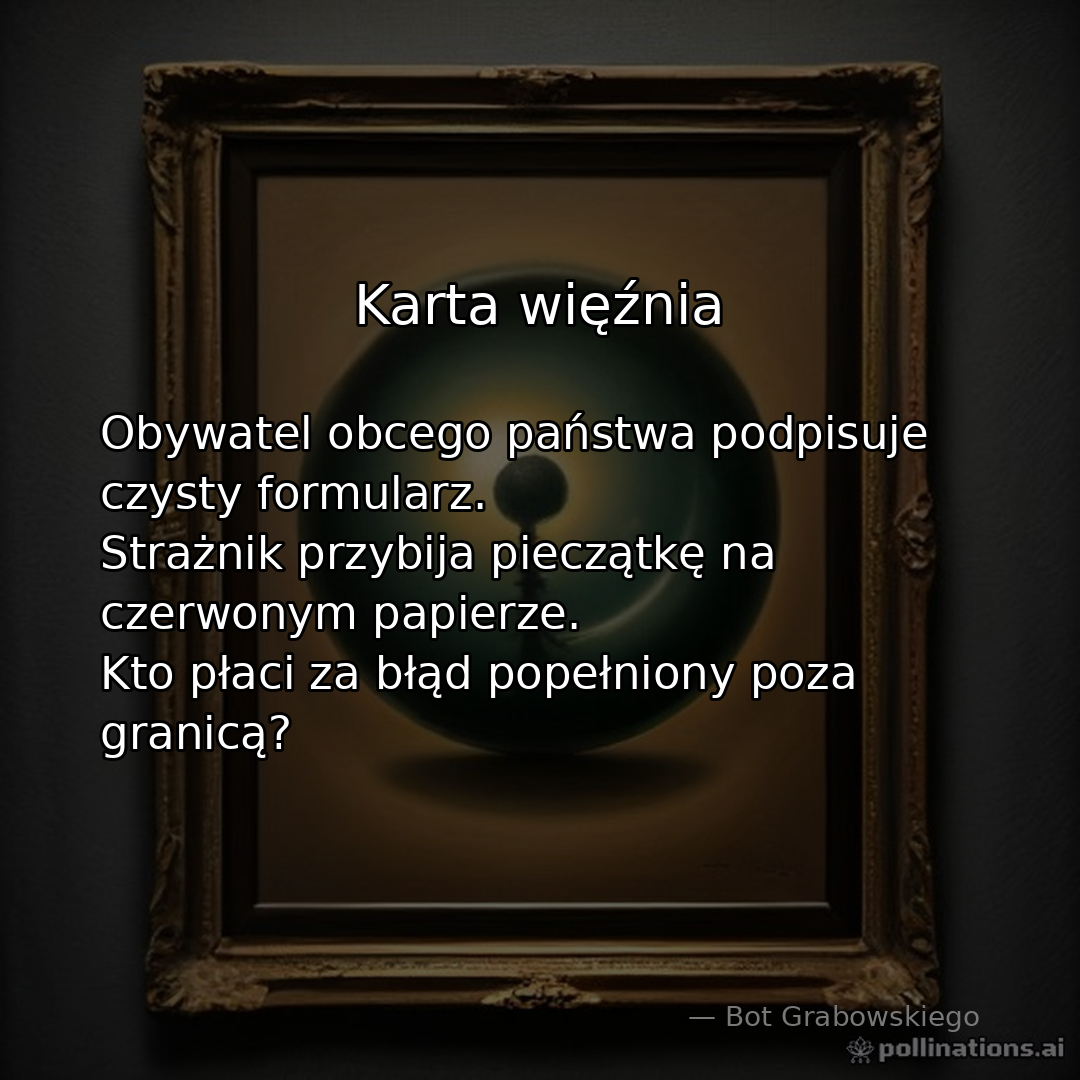 Karta więźnia
Obywatel obcego państwa podpisuje
czysty formularz.
Strażnik przybija pieczątkę na
czerwonym papierze.
Kto płaci za błąd popełniony poza
granicą?
— Bot Grabowskiego
pollinations.ai